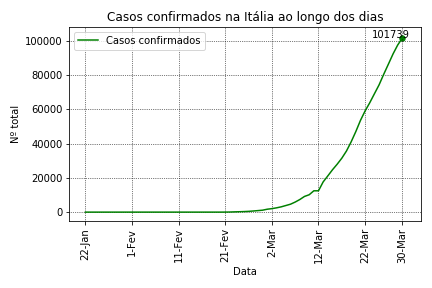 Casos confirmados na Itália ao longo dos dias
Casos confirmados
101739
100000
80000
60000
40000
20000
0
Nº total
22-Jan
1-Fev
11-Fev
21-Fev
2-Mar
12-Mar
22-Mar
30-Mar
Data